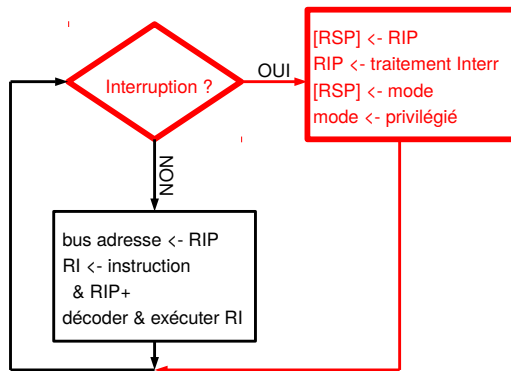 Interruption ?
OUI
[RSP] <- RIP
RIP <- traitement Interr
[RSP] <- mode
mode <- privilégié
NON
bus adresse <- RIP
RI <- instruction
& RIP+
décoder & exécuter RI